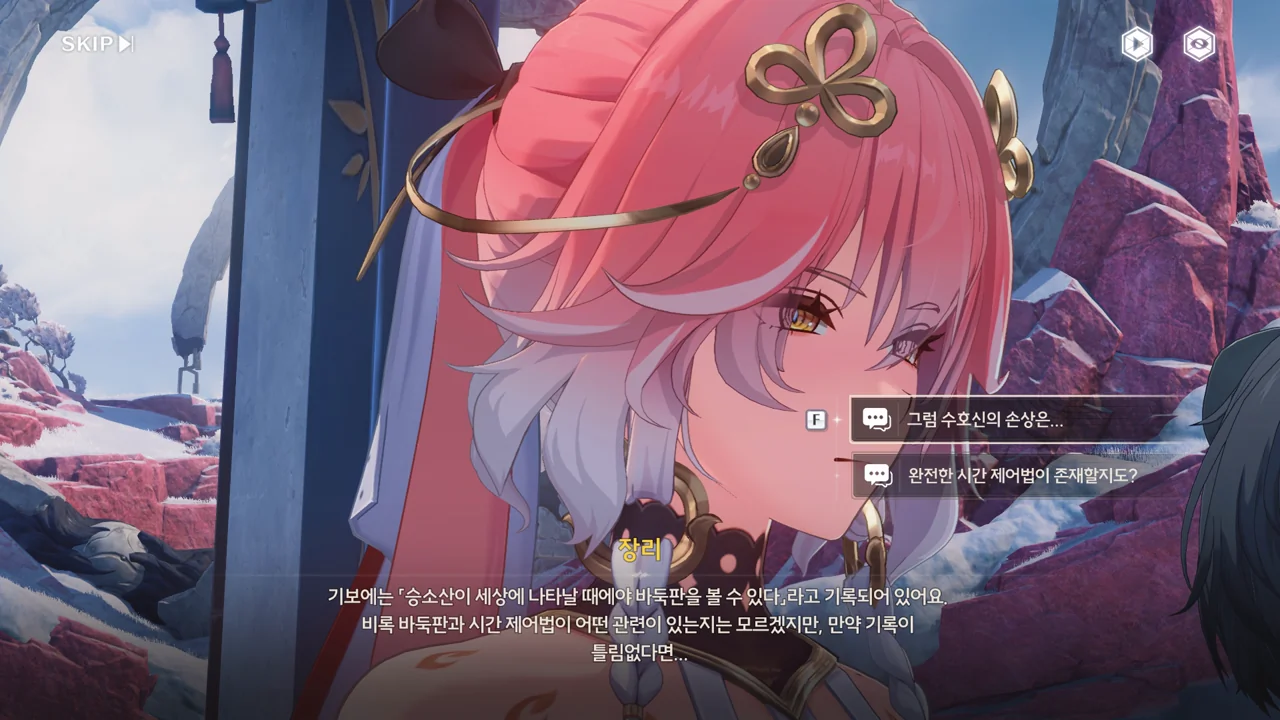 SKIP
F
그럼 수호신의 손상은...
완전한 시간 제어법이 존재할지도?
장리
기보에는 「승소산이 세상에 나타날 때에야 바둑판을 볼 수 있다」라고 기록되어 있어요.
비록 바둑판과 시간 제어법이 어떤 관련이 있는지는 모르겠지만, 만약 기록이
틀림없다면...